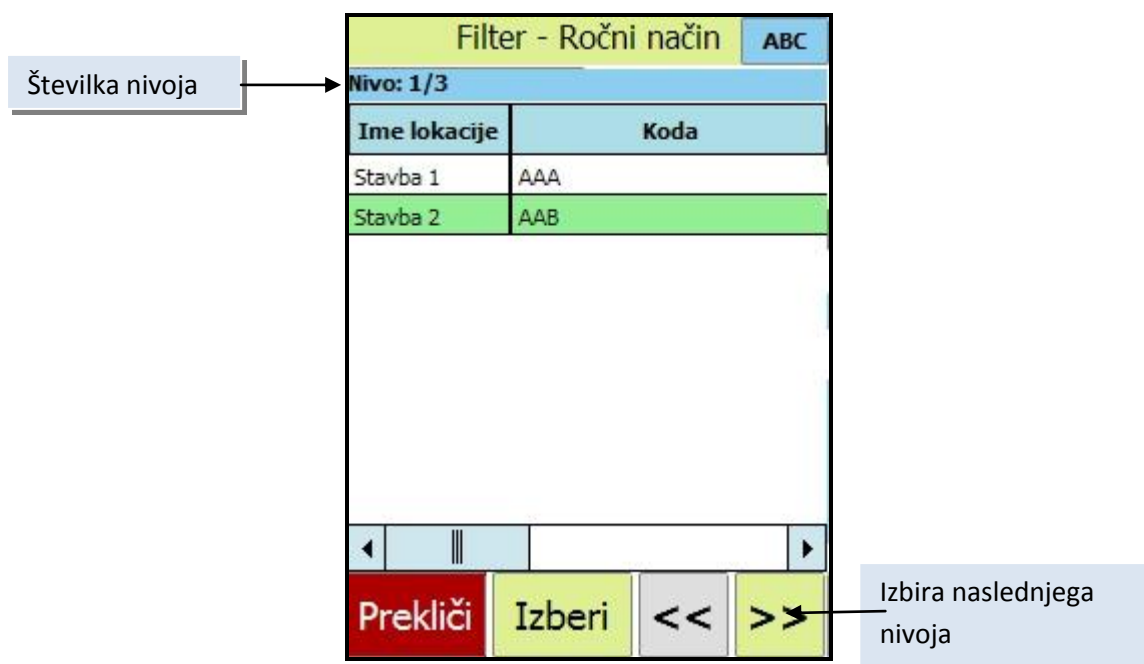 Filter - Ročni način ABC
Številka nivoja
Nivo: 1/3
Ime lokacije Koda
Stavba 1 AAA
Stavba 2 AAB
Prekliči Izberi << >>
Izbira naslednjega
nivoja